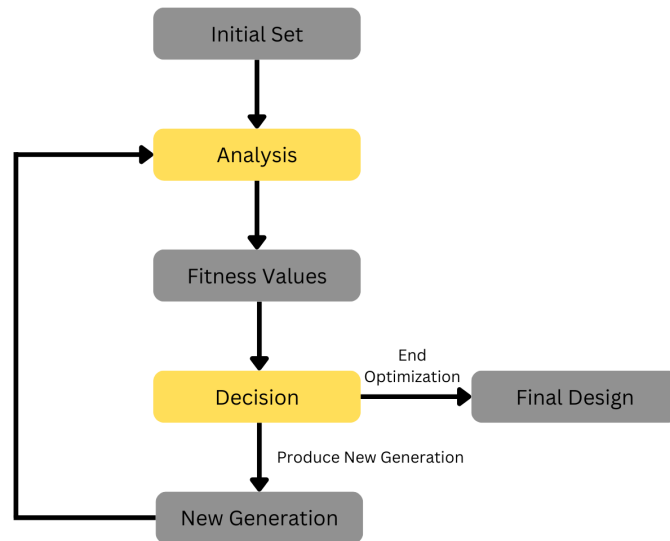 Initial Set
Analysis
Fitness Values
End
Optimization
Decision
Final Design
Produce New Generation
New Generation